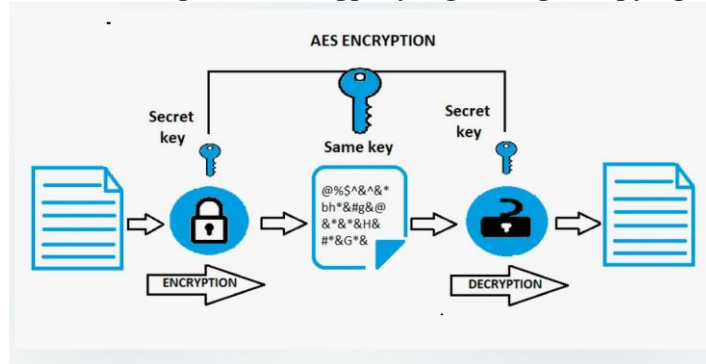 AES ENCRYPTION
Secret
key
Same key
Secret
key
@%$^&^&*
bh*&#g&@
&*&*&H&
#*&G*&
ENCRYPTION
DECRYPTION